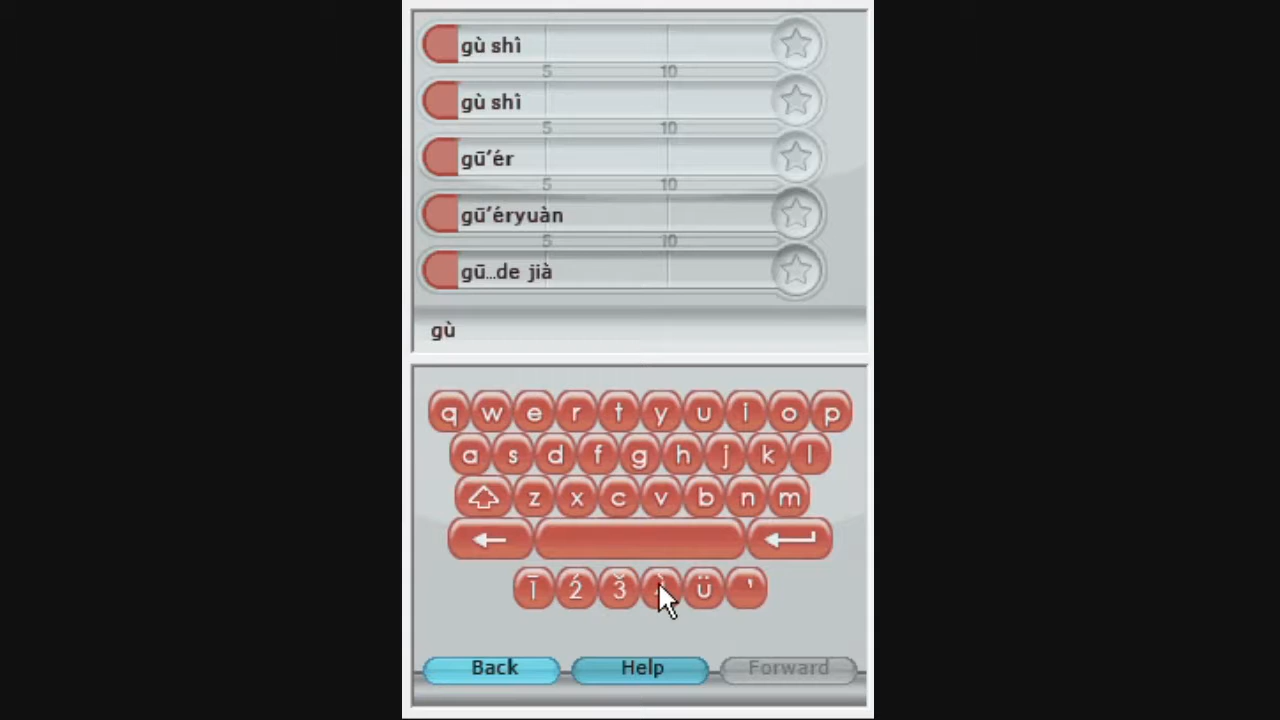 gù shì
5 10
gù shì
5 10
gū'ér
5 10
gū'éryuàn
5 10
gū...de jià
gù
q w e r t y u i o p
a s d f g h j k l
z x c v b n m
1̄ 2́ 3̌ ü '
Back Help Forward